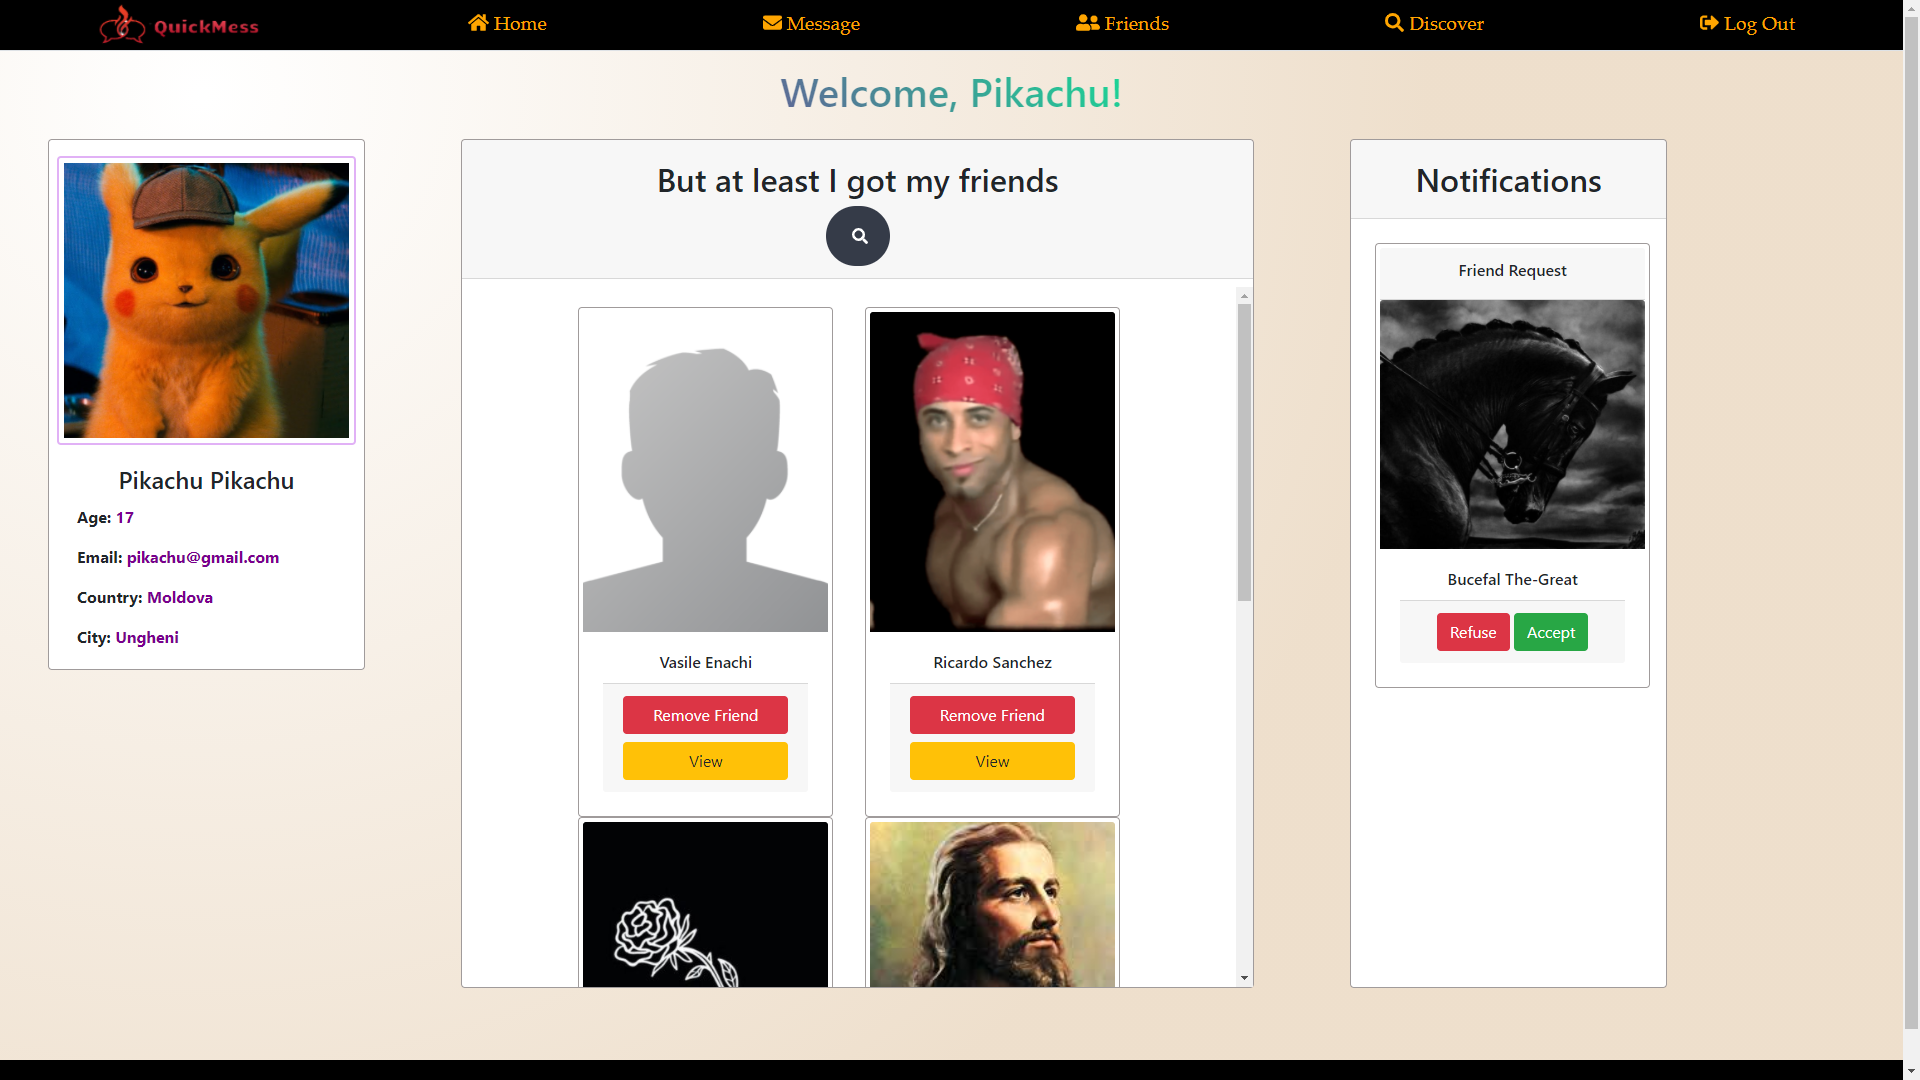 QuickMess
Home
Message
Friends
Discover
Log Out
Welcome, Pikachu!
Pikachu Pikachu
Age: 17
Email: pikachu@gmail.com
Country: Moldova
City: Ungheni
But at least I got my friends
Vasile Enachi
Remove Friend
View
Ricardo Sanchez
Remove Friend
View
Notifications
Friend Request
Bucefal The-Great
Refuse
Accept